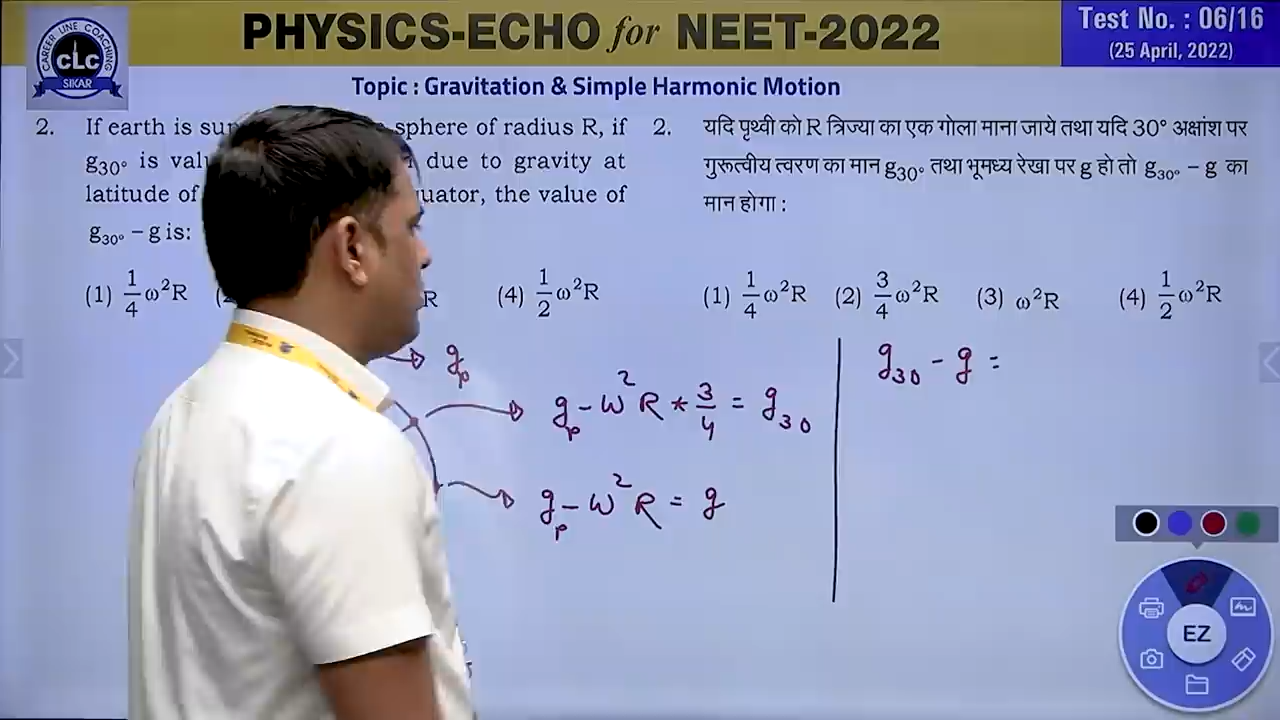 PHYSICS-ECHO for NEET-2022
Test No. : 06/16
(25 April, 2022)
CAREER LINE COACHING
CLC
SIKAR
Topic : Gravitation & Simple Harmonic Motion
2. If earth is sphere of radius R, if
g₃₀° is due to gravity at
latitude of the value of
g₃₀° – g is:
(1) 1/4 ω²R
R
(4) 1/2 ω²R
2. यदि पृथ्वी को R त्रिज्या का एक गोला माना जाये तथा यदि 30° अक्षांश पर
गुरूत्वीय त्वरण का मान g₃₀° तथा भूमध्य रेखा पर g हो तो g₃₀° – g का
मान होगा :
(1) 1/4 ω²R (2) 3/4 ω²R (3) ω²R (4) 1/2 ω²R
gₚ
gₚ – ω²R * 3/4 = g₃₀
gₚ – ω²R = g
g₃₀ – g =
EZ